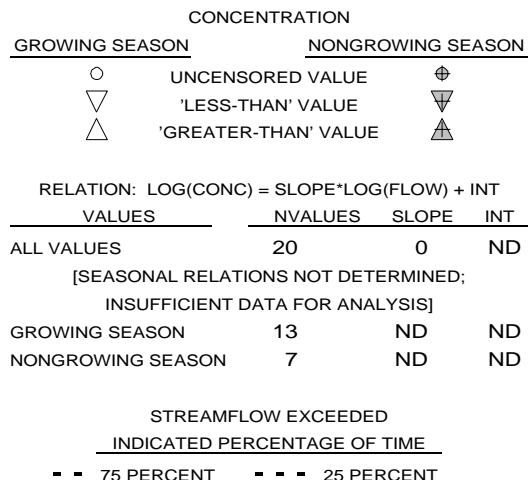 CONCENTRATION
GROWING SEASON NONGROWING SEASON
UNCENSORED VALUE
'LESS-THAN' VALUE
'GREATER-THAN' VALUE
RELATION: LOG(CONC) = SLOPE*LOG(FLOW) + INT
VALUES NVALUES SLOPE INT
ALL VALUES 20 0 ND
[SEASONAL RELATIONS NOT DETERMINED;
INSUFFICIENT DATA FOR ANALYSIS]
GROWING SEASON 13 ND ND
NONGROWING SEASON 7 ND ND
STREAMFLOW EXCEEDED
INDICATED PERCENTAGE OF TIME
75 PERCENT 25 PERCENT